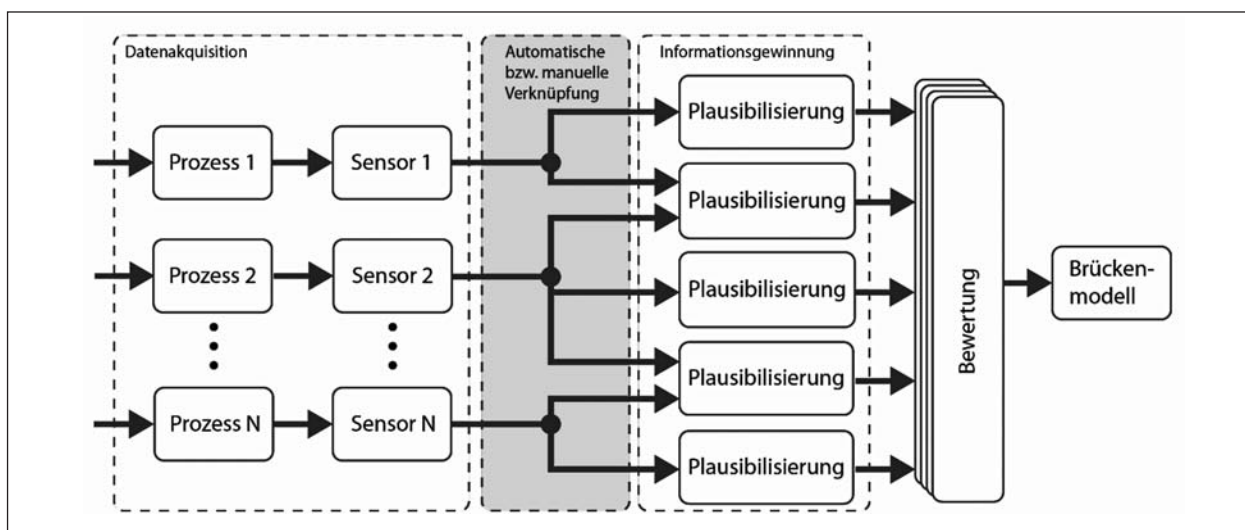 Datenakquisition
Automatische
bzw. manuelle
Verknüpfung
Informationsgewinnung
Prozess 1
Sensor 1
Prozess 2
Sensor 2
Prozess N
Sensor N
Plausibilisierung
Plausibilisierung
Plausibilisierung
Plausibilisierung
Plausibilisierung
Bewertung
Brücken-
modell